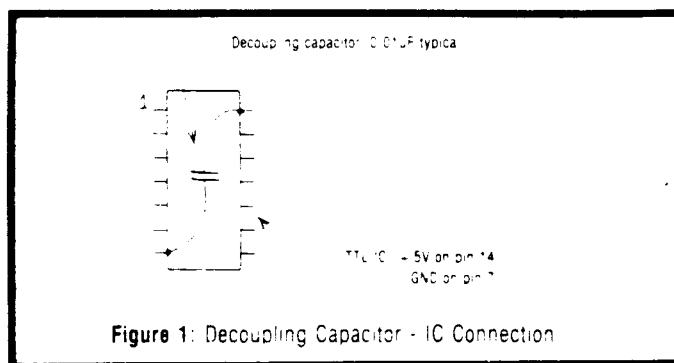 Decoupling capacitor 0.01uF typical
1
TTL IC + 5V on pin 14
GND on pin 7
Figure 1: Decoupling Capacitor - IC Connection